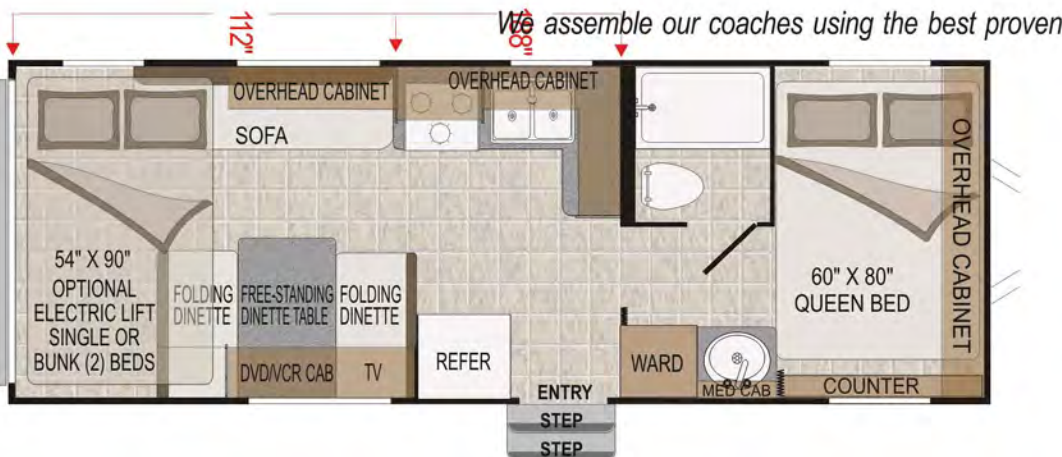 We assemble our coaches using the best proven
112"
OVERHEAD CABINET
OVERHEAD CABINET
SOFA
54" X 90"
OPTIONAL
ELECTRIC LIFT
SINGLE OR
BUNK (2) BEDS
FOLDING
DINETTE
FREE-STANDING
DINETTE TABLE
FOLDING
DINETTE
DVD/VCR CAB
TV
REFER
ENTRY
STEP
STEP
WARD
MED CAB
60" X 80"
QUEEN BED
COUNTER
OVERHEAD CABINET